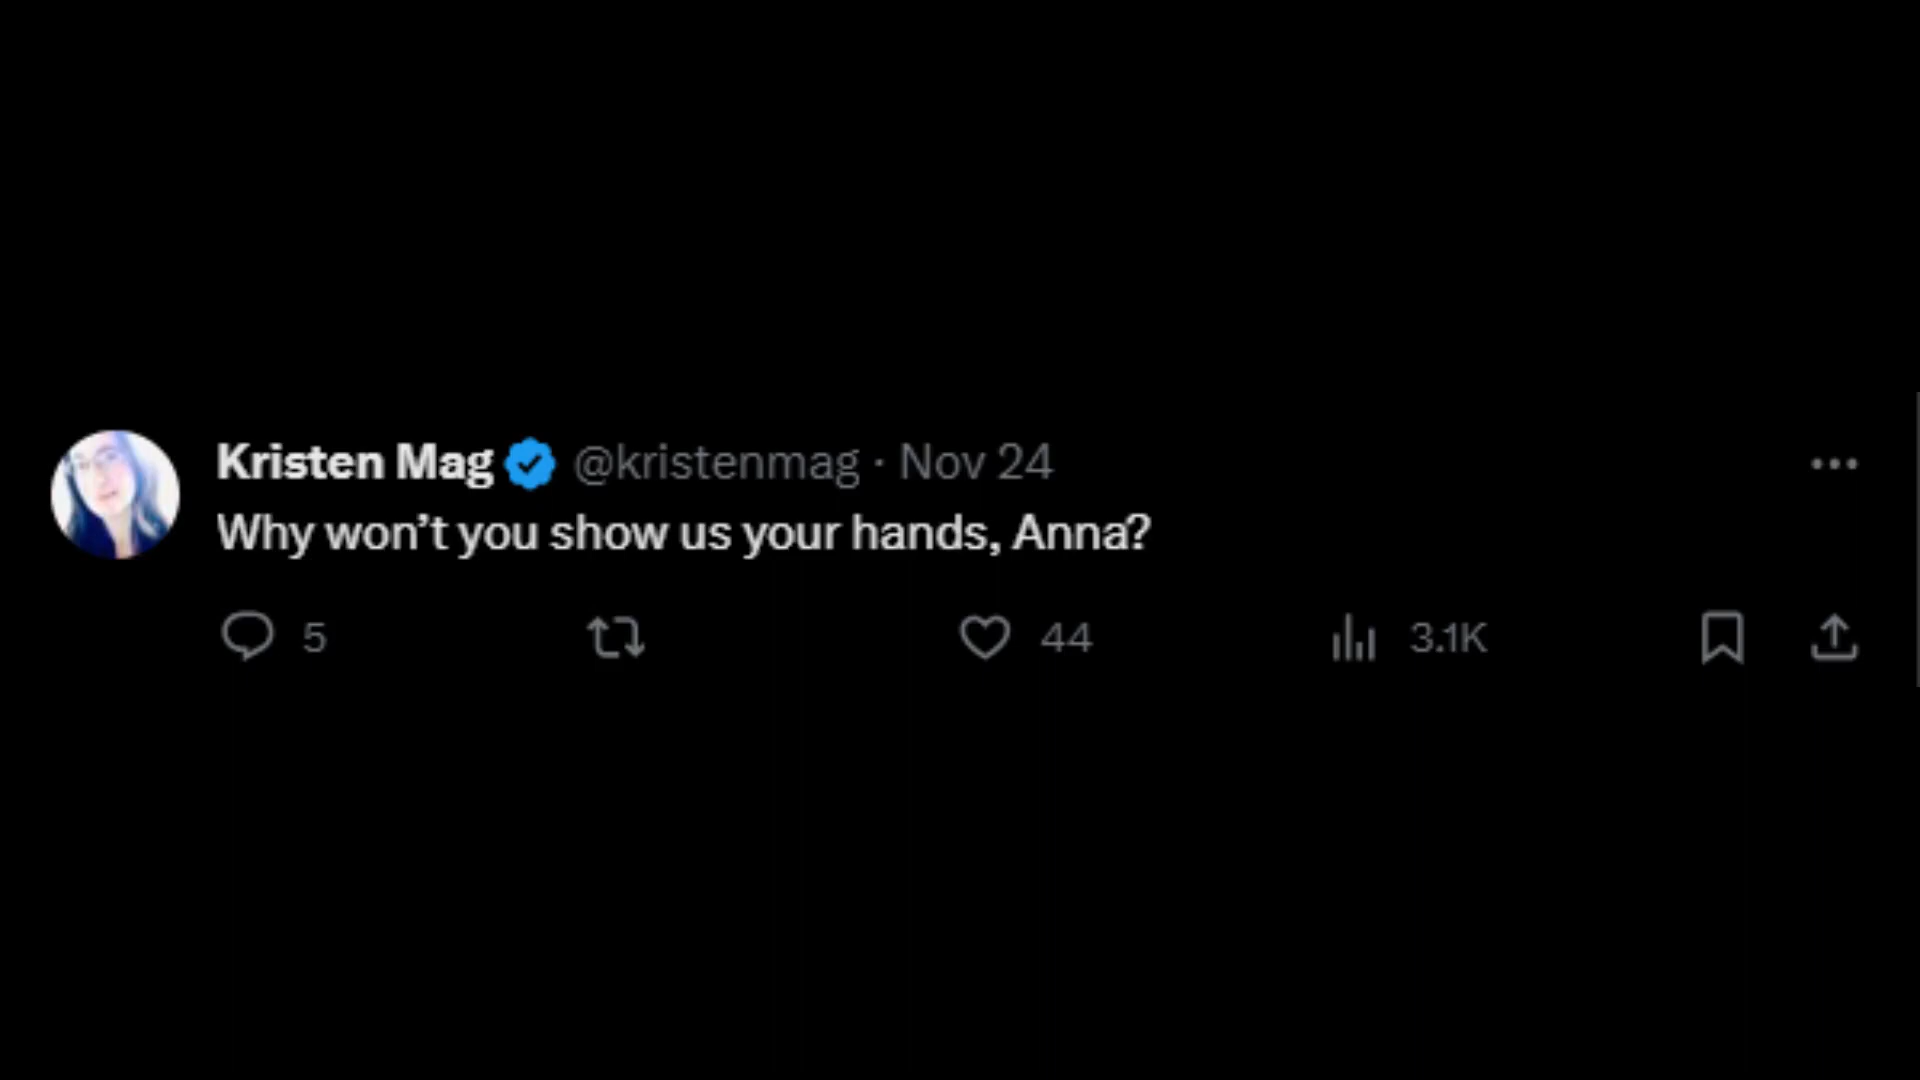 Kristen Mag @kristenmag · Nov 24
Why won’t you show us your hands, Anna?
5 44 3.1K